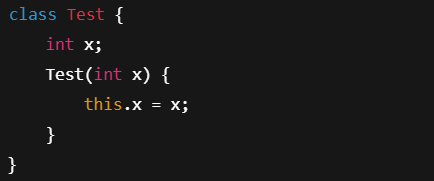 class Test {
    int x;
    Test(int x) {
        this.x = x;
    }
}